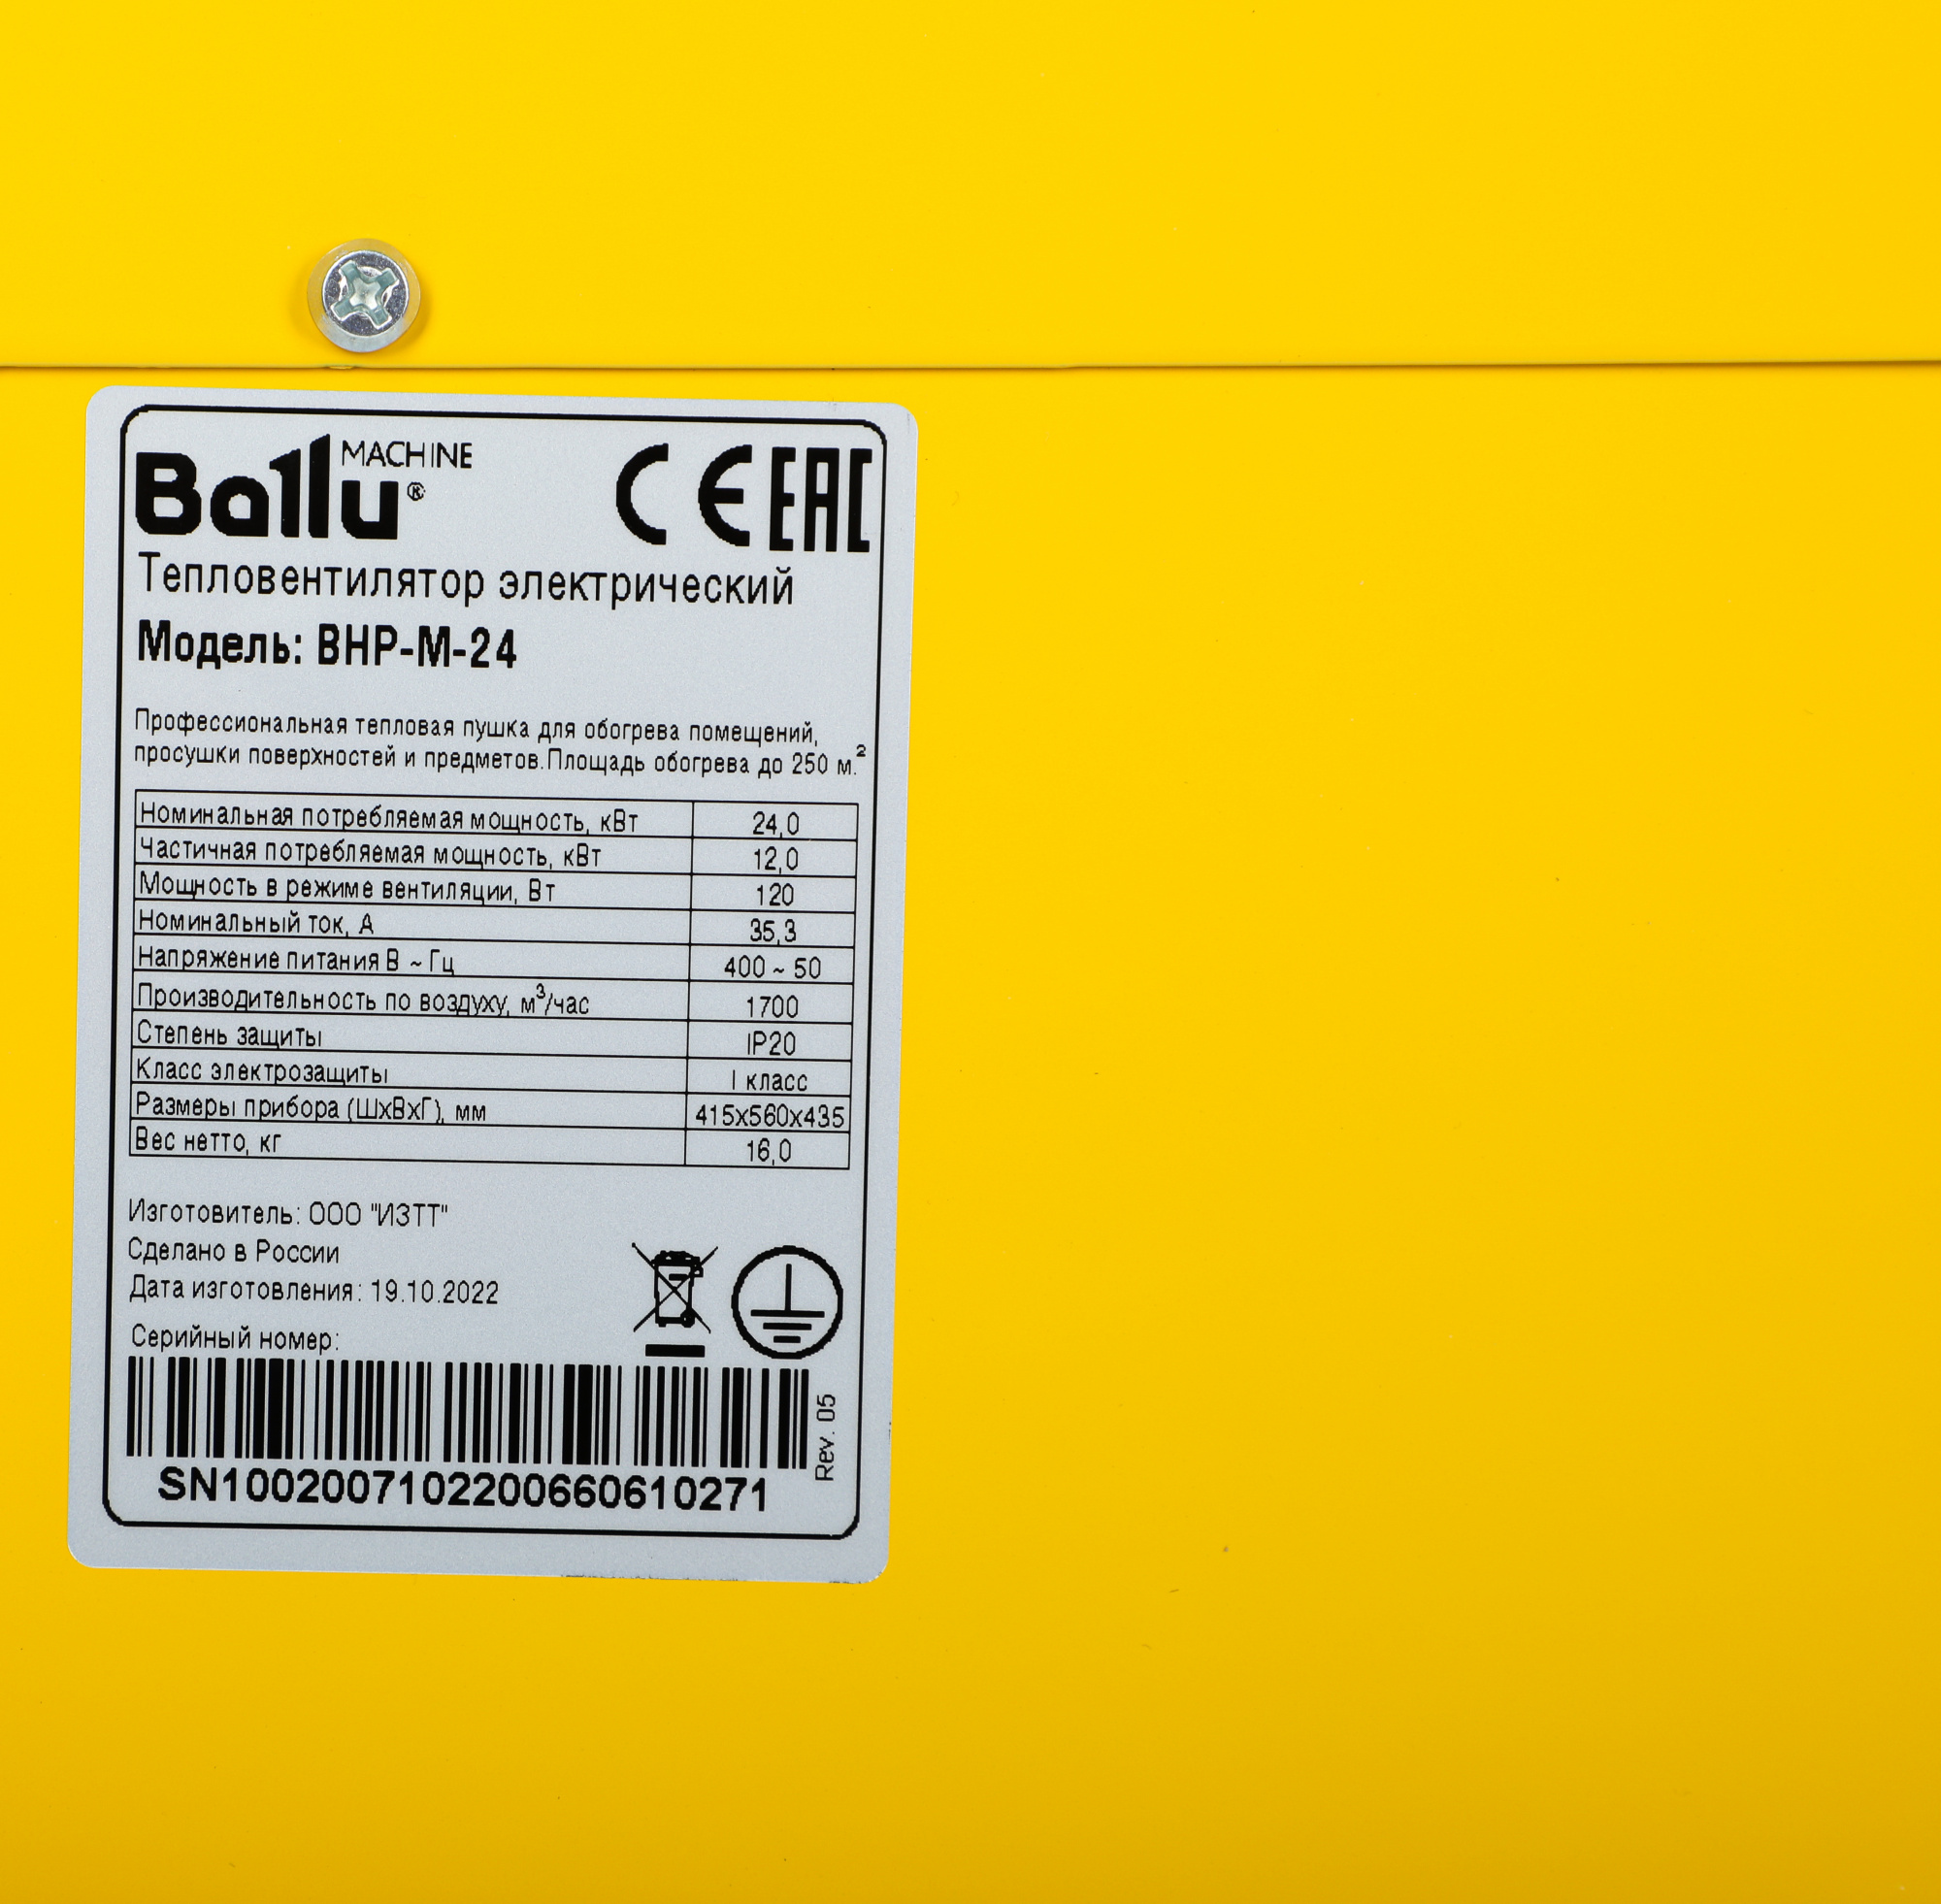 Ballu® MACHINE CE EAC
Тепловентилятор электрический
Модель: BHP-M-24
Профессиональная тепловая пушка для обогрева помещений,
просушки поверхностей и предметов.Площадь обогрева до 250 м.²
Номинальная потребляемая мощность, кВт 24,0
Частичная потребляемая мощность, кВт 12,0
Мощность в режиме вентиляции, Вт 120
Номинальный ток, А 35,3
Напряжение питания В ~ Гц 400 ~ 50
Производительность по воздуху, м³/час 1700
Степень защиты IP20
Класс электрозащиты I класс
Размеры прибора (ШхВхГ), мм 415х560х435
Вес нетто, кг 16,0
Изготовитель: ООО "ИЗТТ"
Сделано в России
Дата изготовления: 19.10.2022
Серийный номер:
Rev. 05
SN1002007102200660610271